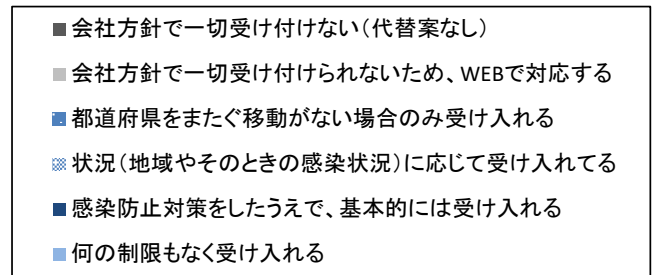 会社方針で一切受け付けない（代替案なし）
会社方針で一切受け付けられないため、WEBで対応する
都道府県をまたぐ移動がない場合のみ受け入れる
状況（地域やそのときの感染状況）に応じて受け入れてる
感染防止対策をしたうえで、基本的には受け入れる
何の制限もなく受け入れる